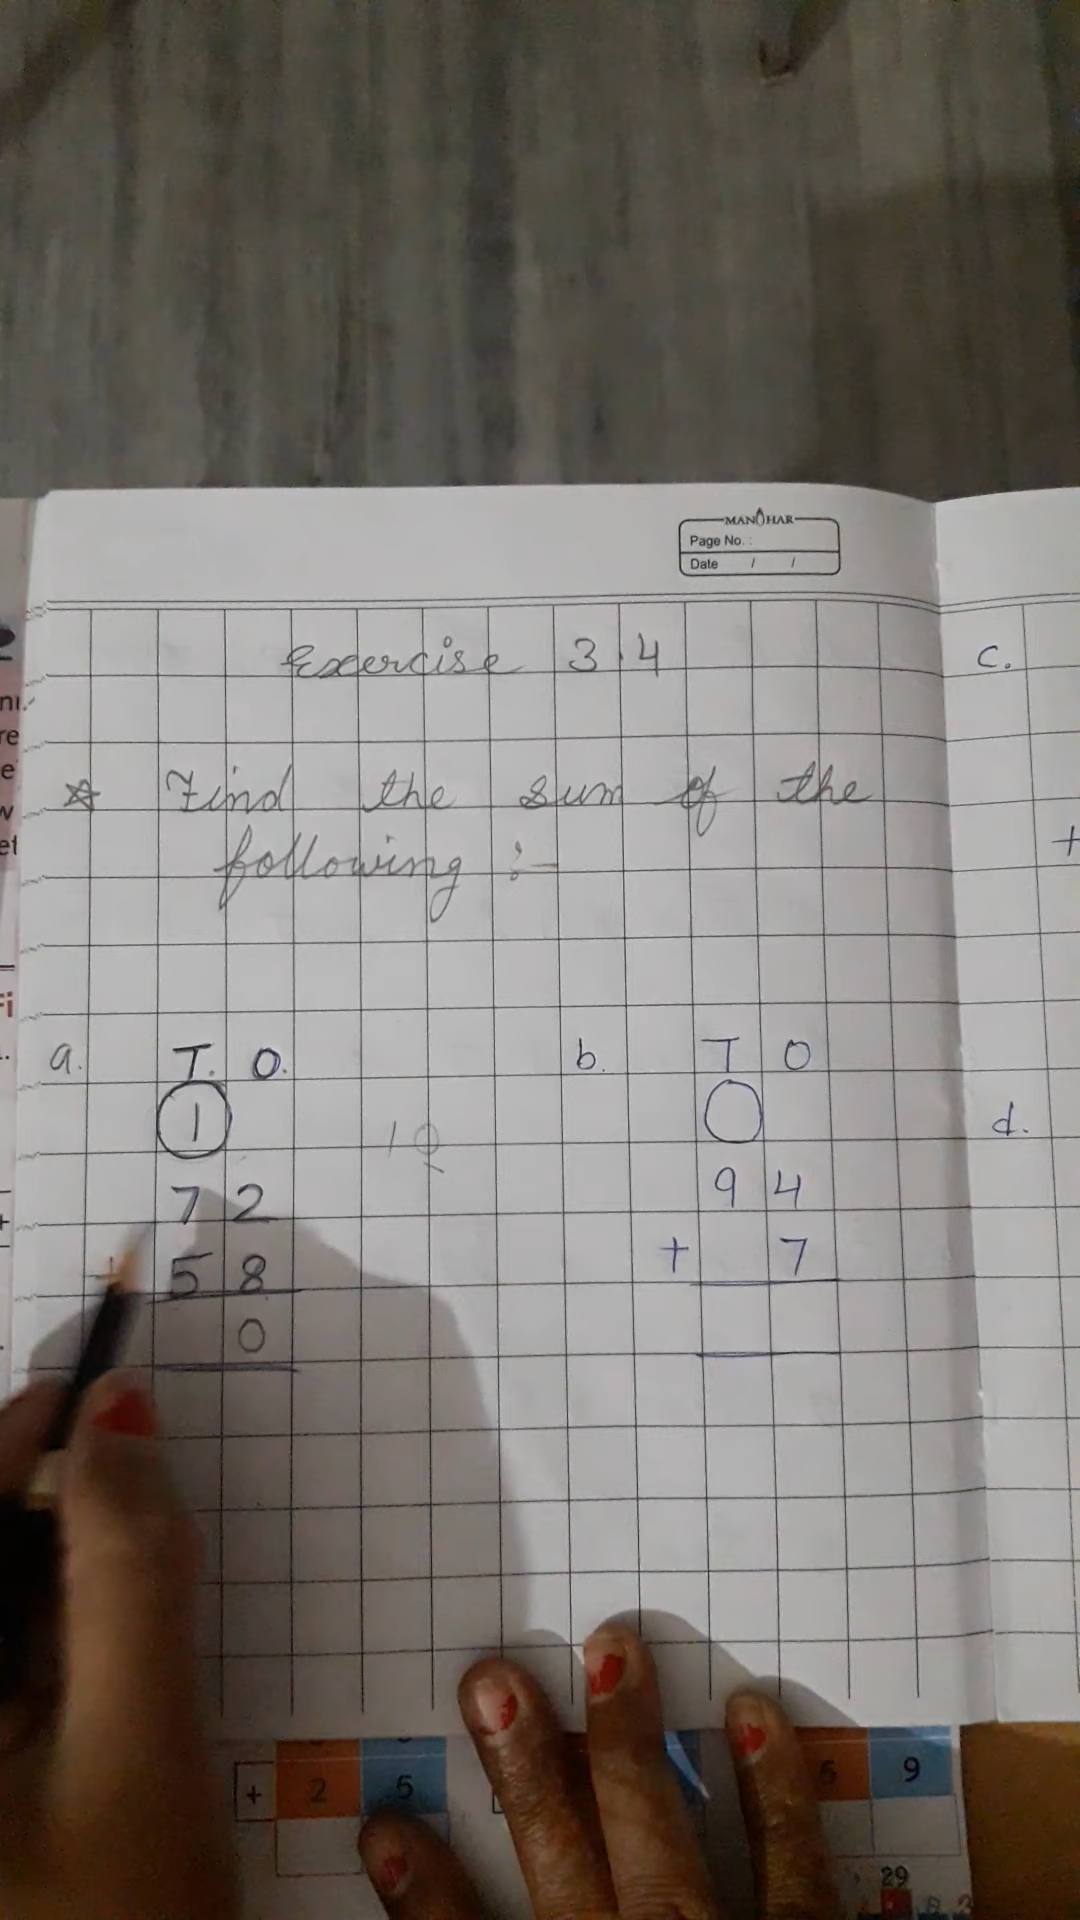 MANOHAR
Page No. :
Date / /
Exercise 3.4
☆ Find the sum of the
following :-
a. T. O.
1
10
7 2
+ 5 8
0
b. T O
9 4
+ 7
c.
+
d.
+ 2 5
9
29